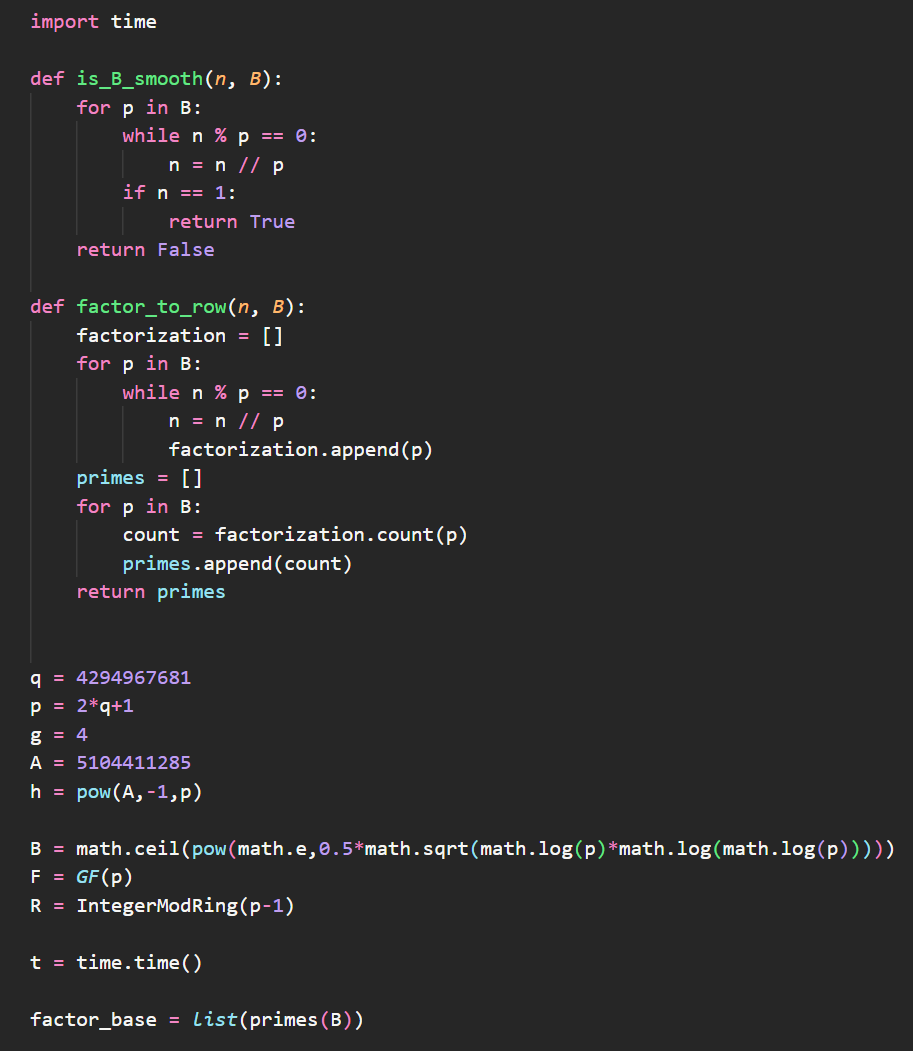 import time
def is_B_smooth(n, B):
    for p in B:
        while n % p == 0:
            n = n // p
        if n == 1:
            return True
    return False
def factor_to_row(n, B):
    factorization = []
    for p in B:
        while n % p == 0:
            n = n // p
            factorization.append(p)
    primes = []
    for p in B:
        count = factorization.count(p)
        primes.append(count)
    return primes
q = 4294967681
p = 2*q+1
g = 4
A = 5104411285
h = pow(A,-1,p)
B = math.ceil(pow(math.e,0.5*math.sqrt(math.log(p)*math.log(math.log(p)))))
F = GF(p)
R = IntegerModRing(p-1)
t = time.time()
factor_base = list(primes(B))